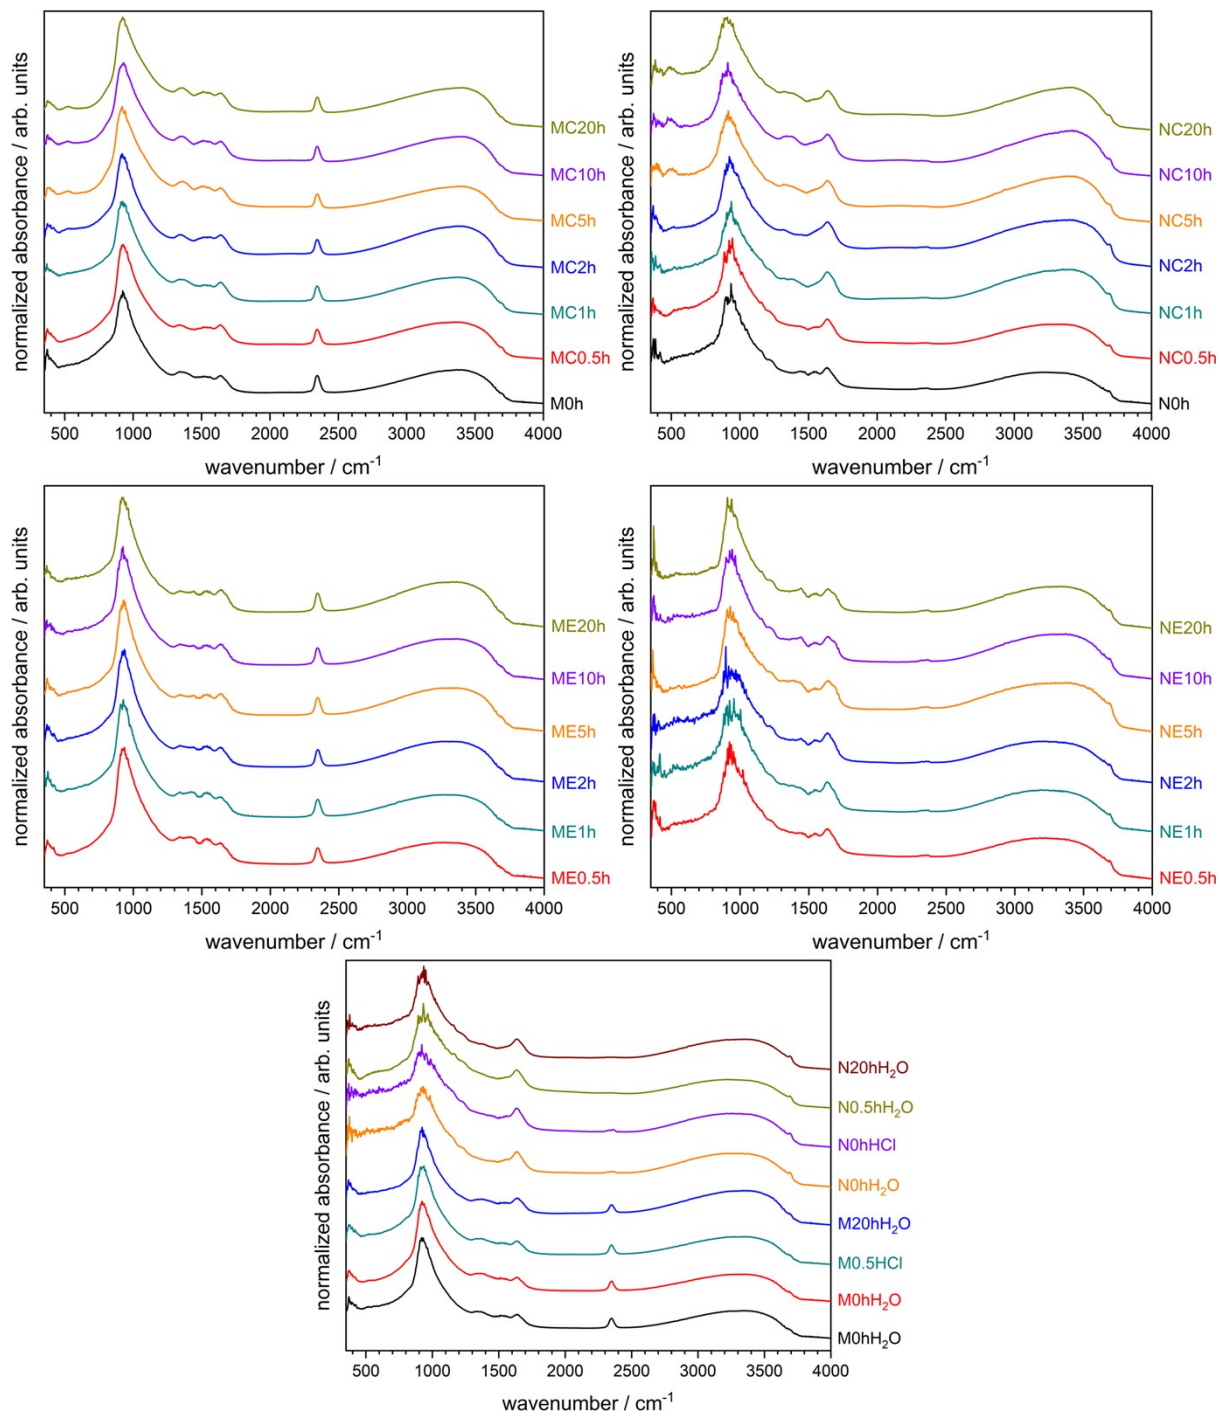 normalized absorbance / arb. units
MC20h
MC10h
MC5h
MC2h
MC1h
MC0.5h
M0h
500 1000 1500 2000 2500 3000 3500 4000
wavenumber / cm⁻¹
normalized absorbance / arb. units
NC20h
NC10h
NC5h
NC2h
NC1h
NC0.5h
N0h
500 1000 1500 2000 2500 3000 3500 4000
wavenumber / cm⁻¹
normalized absorbance / arb. units
ME20h
ME10h
ME5h
ME2h
ME1h
ME0.5h
500 1000 1500 2000 2500 3000 3500 4000
wavenumber / cm⁻¹
normalized absorbance / arb. units
NE20h
NE10h
NE5h
NE2h
NE1h
NE0.5h
500 1000 1500 2000 2500 3000 3500 4000
wavenumber / cm⁻¹
normalized absorbance / arb. units
N20hH₂O
N0.5hH₂O
N0hHCl
N0hH₂O
M20hH₂O
M0.5HCl
M0hH₂O
M0hH₂O
500 1000 1500 2000 2500 3000 3500 4000
wavenumber / cm⁻¹